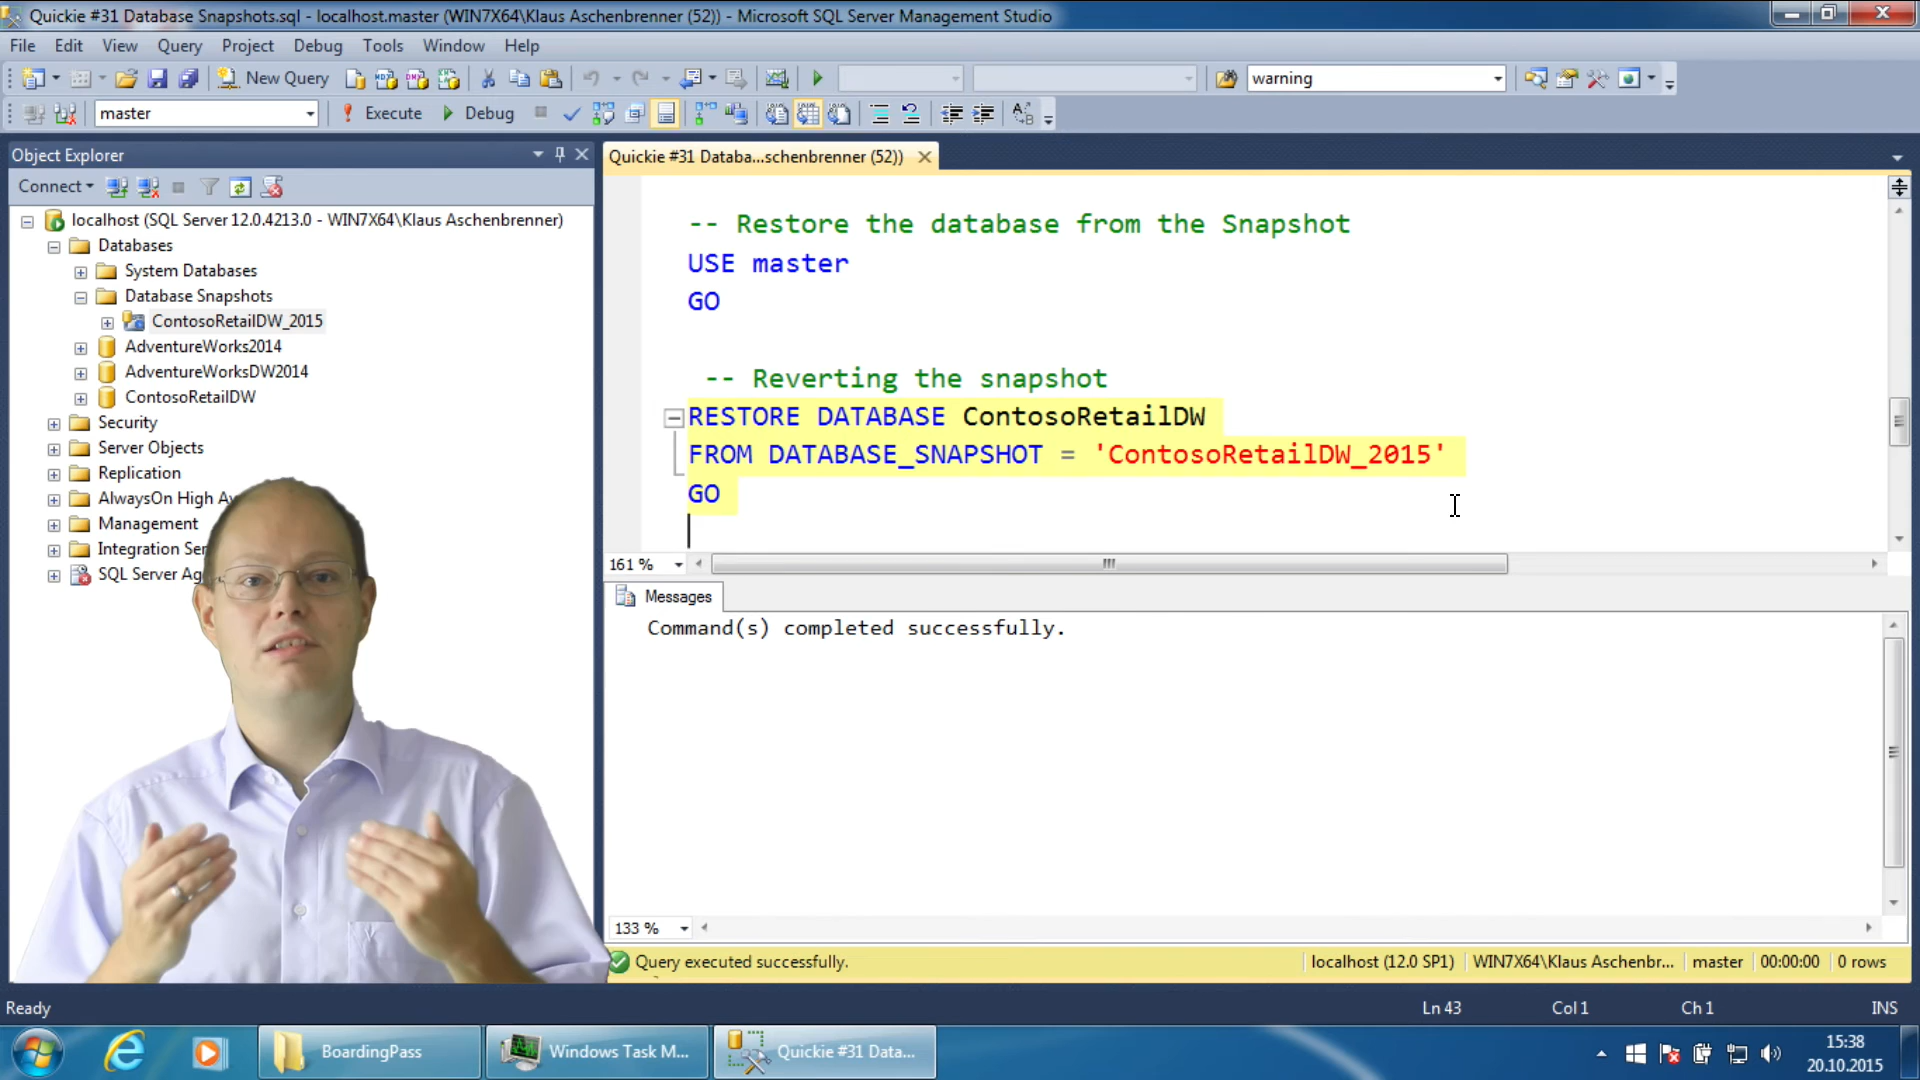 Quickie #31 Database Snapshots.sql - localhost.master (WIN7X64\Klaus Aschenbrenner (52)) - Microsoft SQL Server Management Studio
File Edit View Query Project Debug Tools Window Help
New Query warning
master Execute Debug
Object Explorer
Connect
localhost (SQL Server 12.0.4213.0 - WIN7X64\Klaus Aschenbrenner)
Databases
System Databases
Database Snapshots
ContosoRetailDW_2015
AdventureWorks2014
AdventureWorksDW2014
ContosoRetailDW
Security
Server Objects
Replication
AlwaysOn High Av
Management
Integration Ser
SQL Server Ag
Quickie #31 Databa...schenbrenner (52))
-- Restore the database from the Snapshot
USE master
GO
-- Reverting the snapshot
RESTORE DATABASE ContosoRetailDW
FROM DATABASE_SNAPSHOT = 'ContosoRetailDW_2015'
GO
161 %
Messages
Command(s) completed successfully.
133 %
Query executed successfully. localhost (12.0 SP1) WIN7X64\Klaus Aschenbr... master 00:00:00 0 rows
Ready Ln 43 Col 1 Ch 1 INS
BoardingPass Windows Task M... Quickie #31 Data...
15:38
20.10.2015